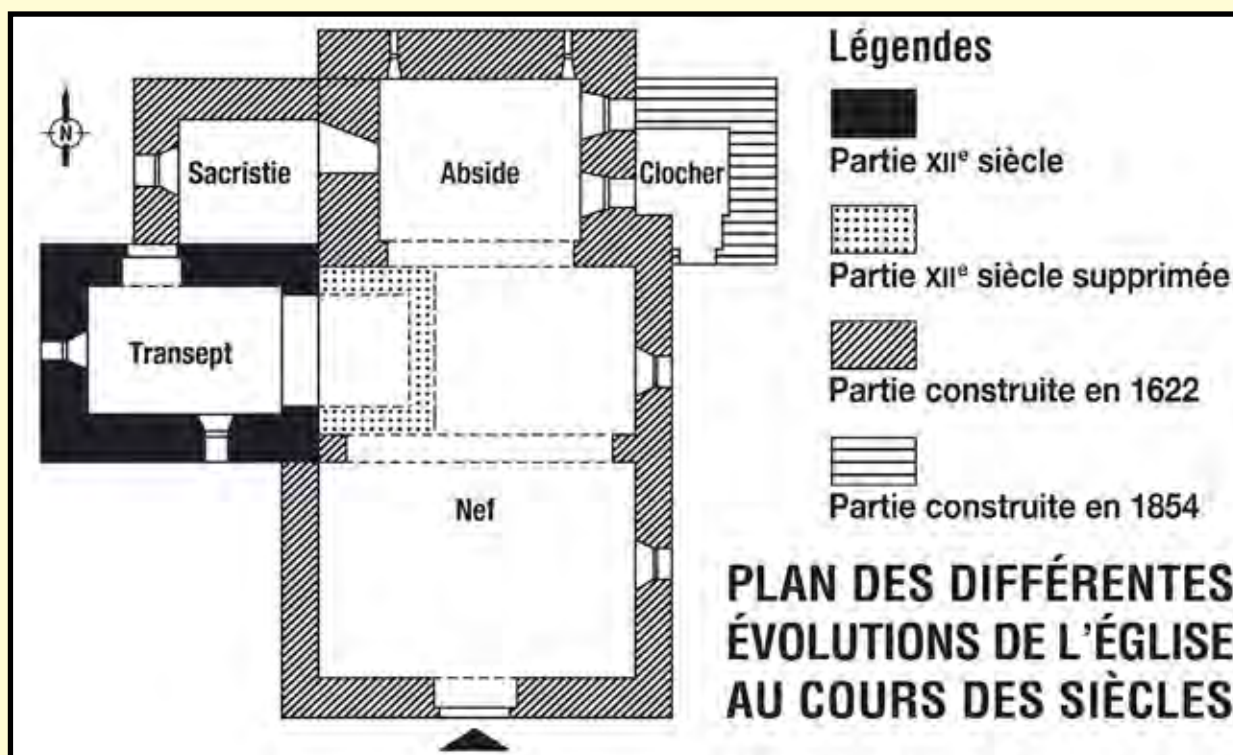 Légendes
Partie XIIe siècle
Partie XIIe siècle supprimée
Partie construite en 1622
Partie construite en 1854
N
Sacristie
Abside
Clocher
Transept
Nef
PLAN DES DIFFÉRENTES
ÉVOLUTIONS DE L'ÉGLISE
AU COURS DES SIÈCLES